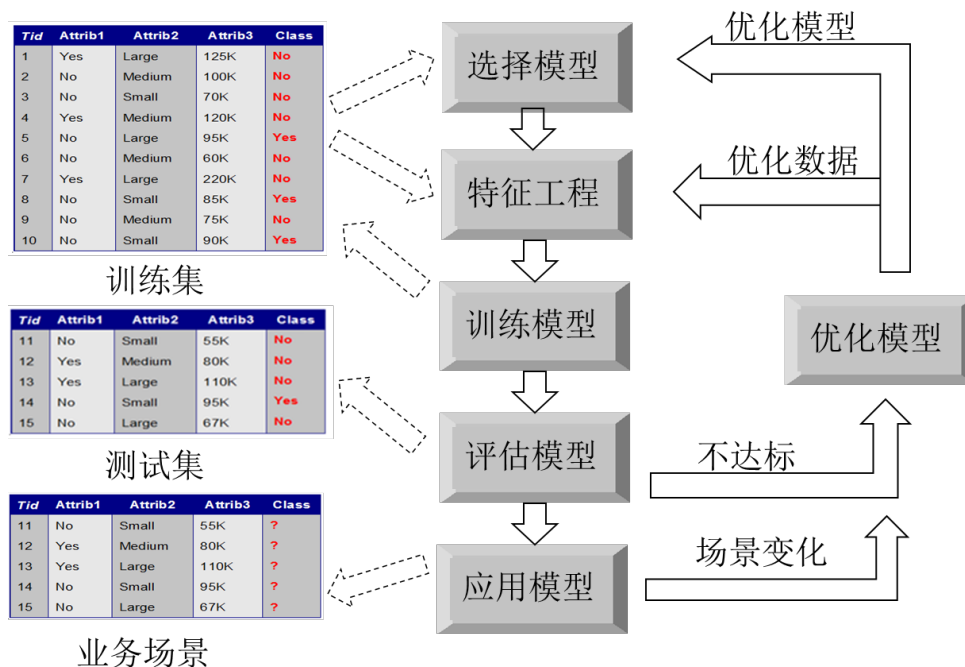 Tid Attrib1 Attrib2 Attrib3 Class
1 Yes Large 125K No
2 No Medium 100K No
3 No Small 70K No
4 Yes Medium 120K No
5 No Large 95K Yes
6 No Medium 60K No
7 Yes Large 220K No
8 No Small 85K Yes
9 No Medium 75K No
10 No Small 90K Yes
训练集
Tid Attrib1 Attrib2 Attrib3 Class
11 No Small 55K No
12 Yes Medium 80K No
13 Yes Large 110K No
14 No Small 95K Yes
15 No Large 67K No
测试集
Tid Attrib1 Attrib2 Attrib3 Class
11 No Small 55K ?
12 Yes Medium 80K ?
13 Yes Large 110K ?
14 No Small 95K ?
15 No Large 67K ?
业务场景
选择模型
特征工程
训练模型
评估模型
应用模型
优化模型
优化数据
优化模型
不达标
场景变化